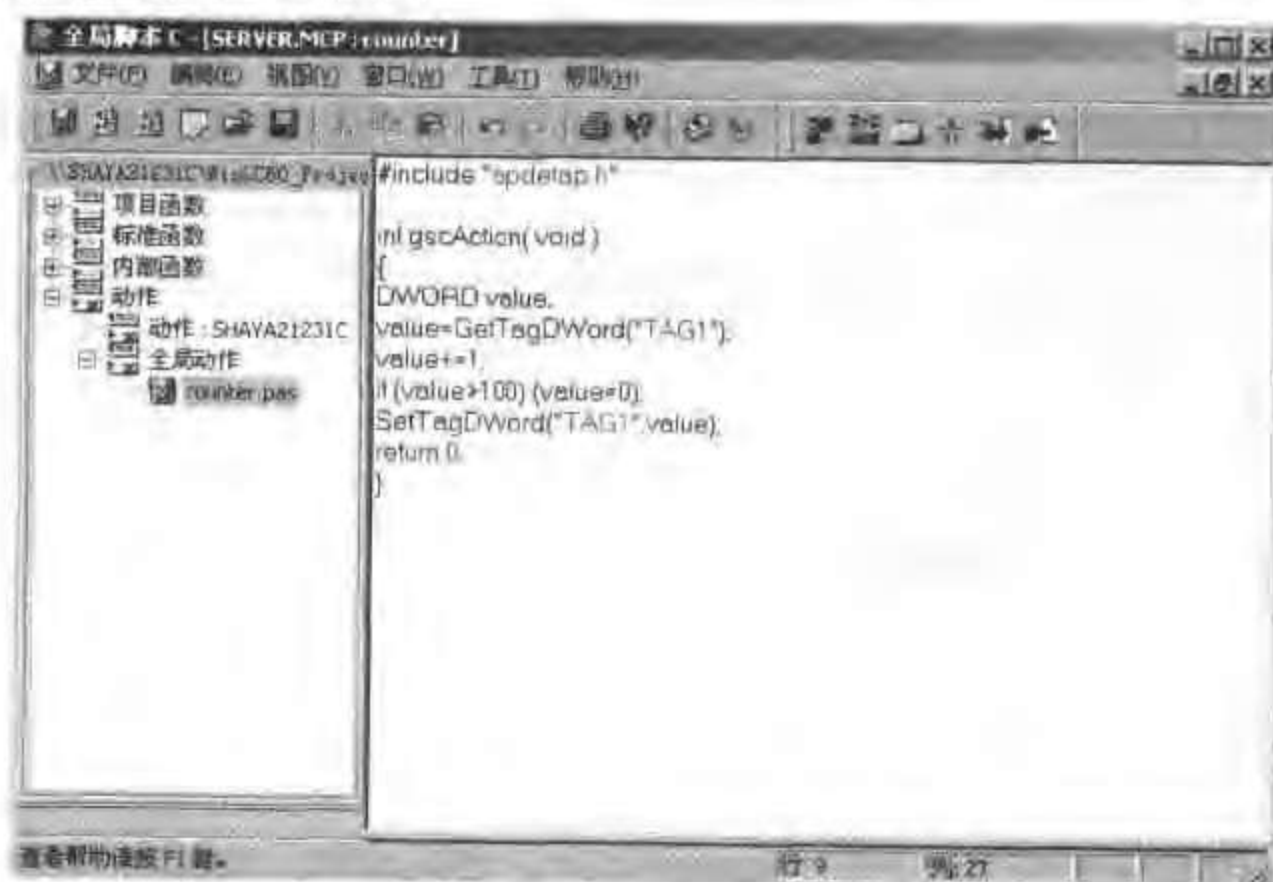 全局脚本 C - [SERVER.MCP : counter]
文件(F) 编辑(E) 视图(V) 窗口(W) 工具(T) 帮助(H)
项目函数
标准函数
内部函数
动作
动作 : SHAYA21231C
全局动作
counter.pas
#include "apdefap.h"
int gscAction( void )
{
DWORD value;
value=GetTagDWord("TAG1");
value+=1;
if (value>100) {value=0};
SetTagDWord("TAG1",value);
return 0;
}
查看帮助请按 F1 键。
行: 9 列: 27